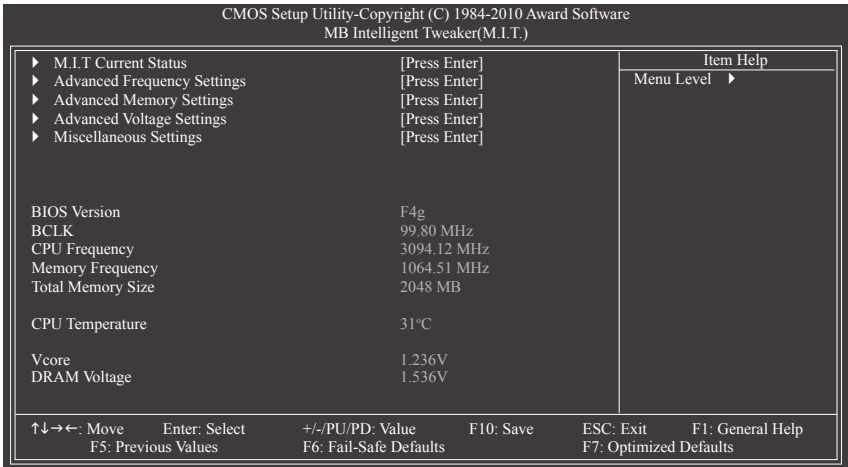 CMOS Setup Utility-Copyright (C) 1984-2010 Award Software
MB Intelligent Tweaker(M.I.T.)
M.I.T Current Status [Press Enter]
Advanced Frequency Settings [Press Enter]
Advanced Memory Settings [Press Enter]
Advanced Voltage Settings [Press Enter]
Miscellaneous Settings [Press Enter]
Item Help
Menu Level
BIOS Version F4g
BCLK 99.80 MHz
CPU Frequency 3094.12 MHz
Memory Frequency 1064.51 MHz
Total Memory Size 2048 MB
CPU Temperature 31°C
Vcore 1.236V
DRAM Voltage 1.536V
↑↓→←: Move Enter: Select +/-/PU/PD: Value F10: Save ESC: Exit F1: General Help
F5: Previous Values F6: Fail-Safe Defaults F7: Optimized Defaults